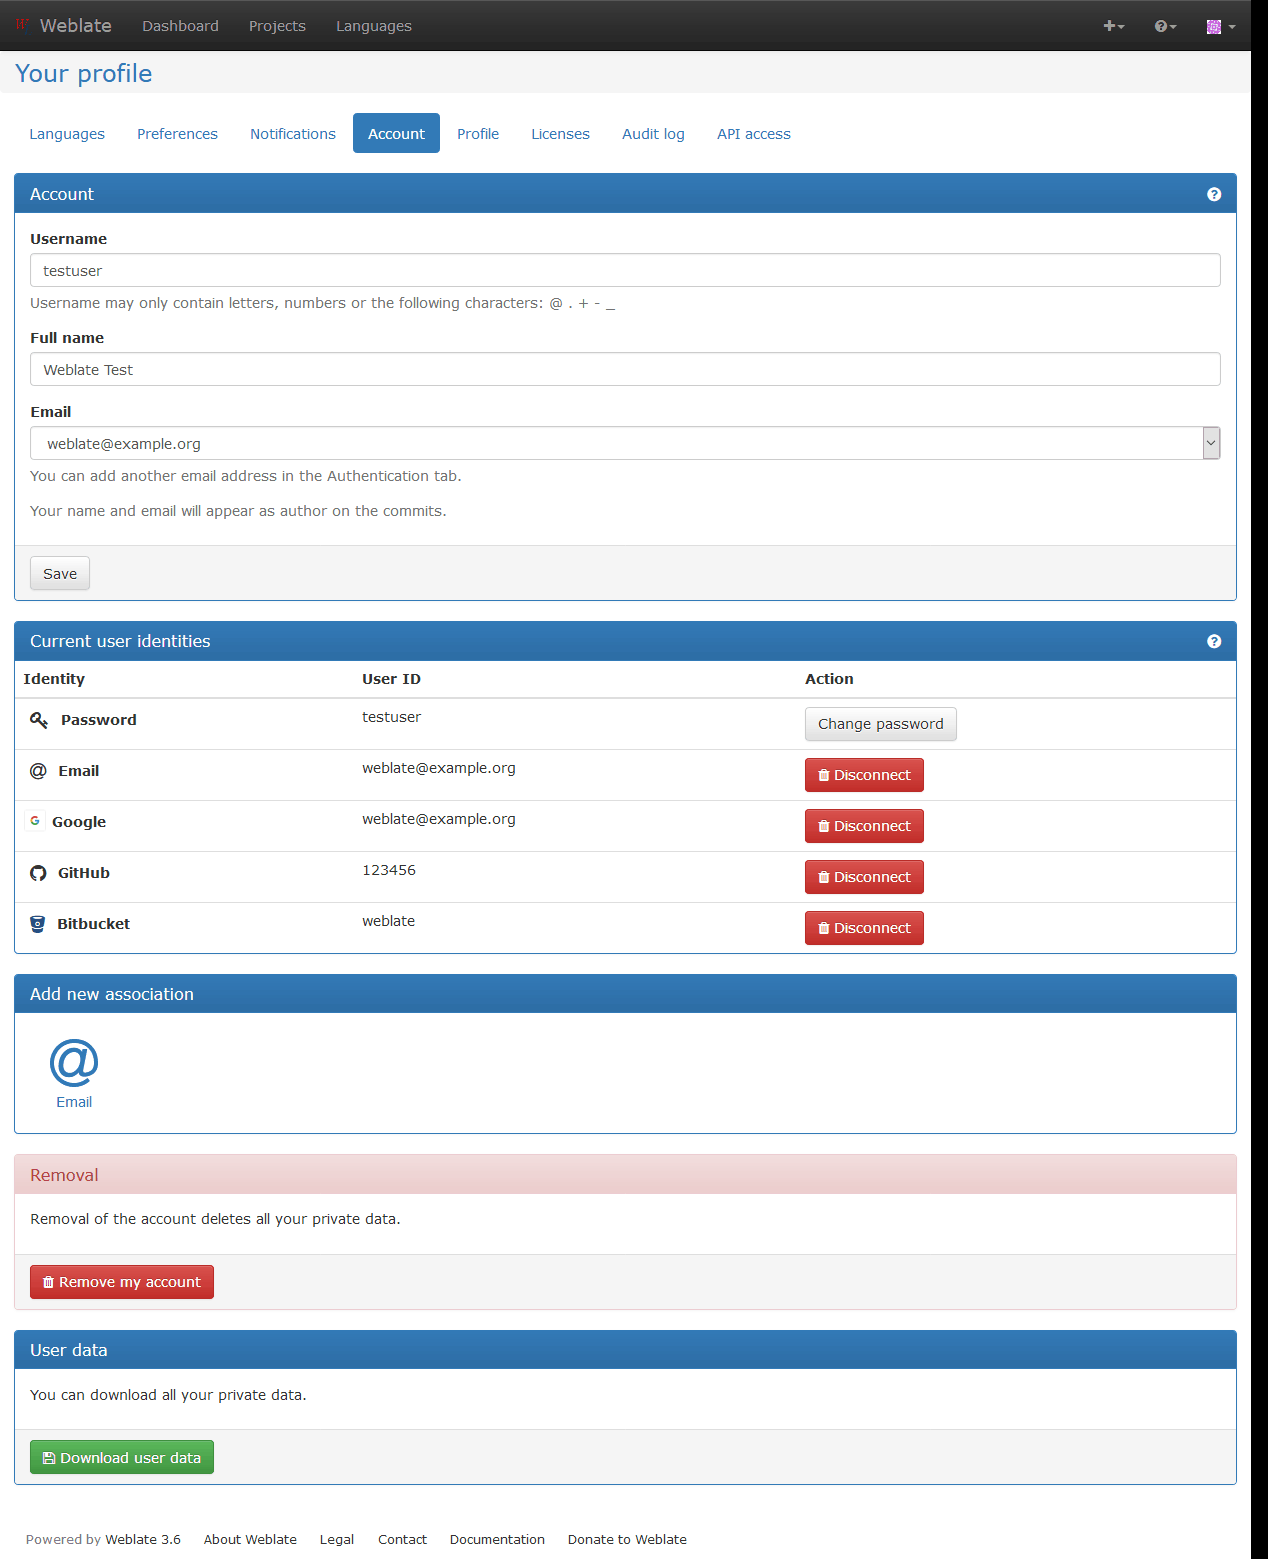 Weblate Dashboard Projects Languages
Your profile
Languages Preferences Notifications Account Profile Licenses Audit log API access
Account
Username
testuser
Username may only contain letters, numbers or the following characters: @ . + - _
Full name
Weblate Test
Email
weblate@example.org
You can add another email address in the Authentication tab.
Your name and email will appear as author on the commits.
Save
Current user identities
Identity User ID Action
Password testuser Change password
Email weblate@example.org Disconnect
Google weblate@example.org Disconnect
GitHub 123456 Disconnect
Bitbucket weblate Disconnect
Add new association
@
Email
Removal
Removal of the account deletes all your private data.
Remove my account
User data
You can download all your private data.
Download user data
Powered by Weblate 3.6 About Weblate Legal Contact Documentation Donate to Weblate